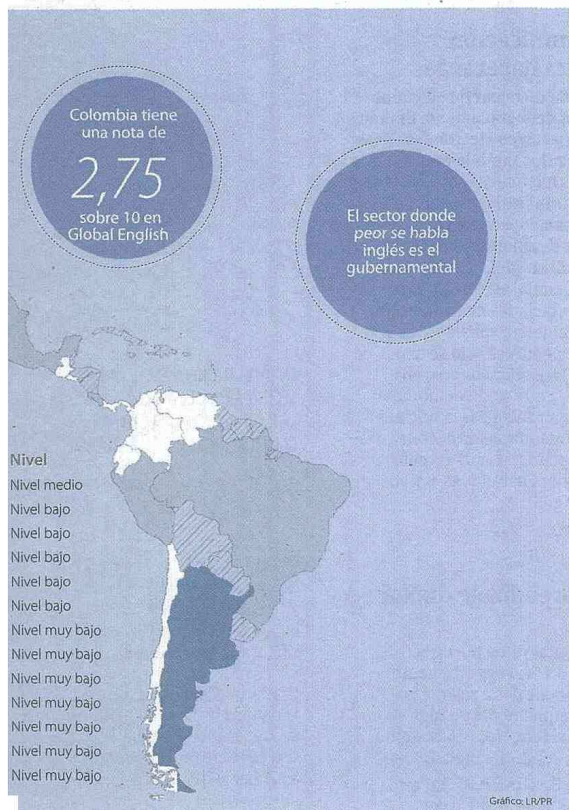 Colombia tiene
una nota de
2,75
sobre 10 en
Global English
El sector donde
peor se habla
inglés es el
gubernamental
Nivel
Nivel medio
Nivel bajo
Nivel bajo
Nivel bajo
Nivel bajo
Nivel bajo
Nivel muy bajo
Nivel muy bajo
Nivel muy bajo
Nivel muy bajo
Nivel muy bajo
Nivel muy bajo
Nivel muy bajo
Gráfico: LR/PR